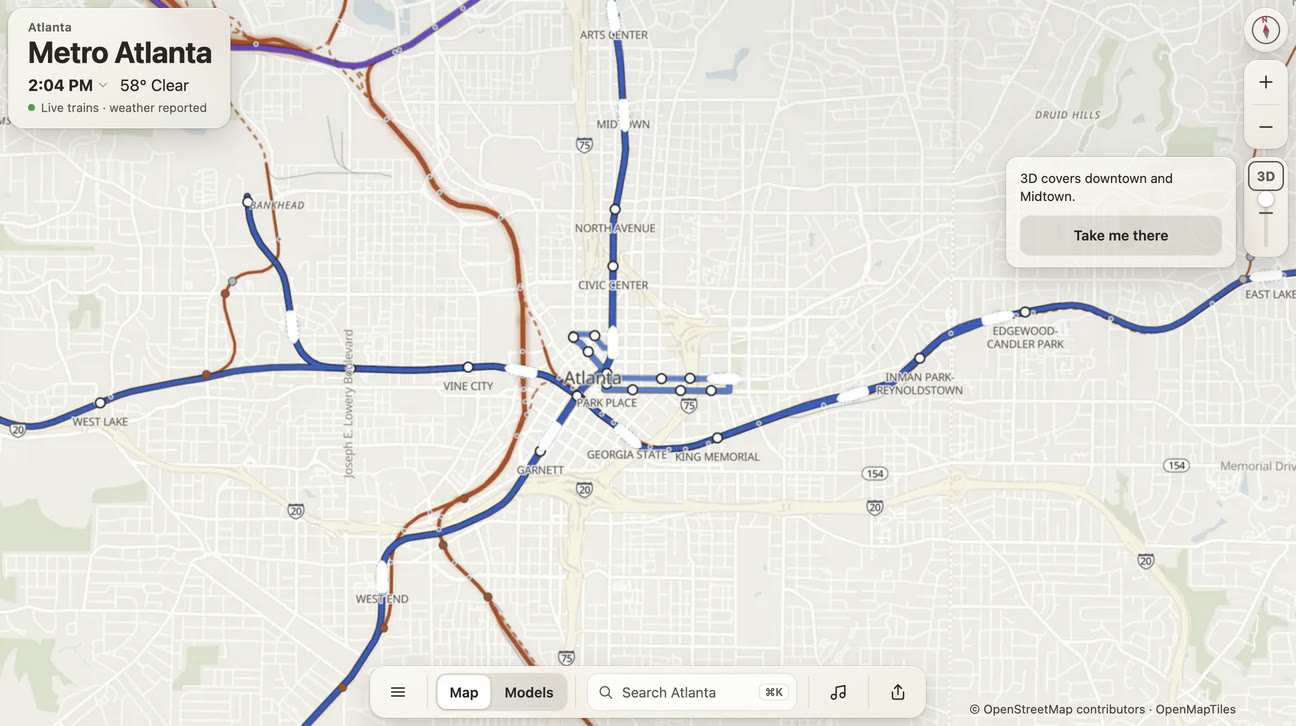 Atlanta
Metro Atlanta
2:04 PM 58° Clear
Live trains · weather reported
ARTS CENTER
N
+
75
MIDTOWN
DRUID HILLS
−
3D covers downtown and
Midtown.
3D
Take me there
BANKHEAD
NORTH AVENUE
CIVIC CENTER
EAST LAKE
EDGEWOOD-
CANDLER PARK
Joseph E. Lowery Boulevard
VINE CITY
Atlanta
INMAN PARK-
REYNOLDSTOWN
PARK PLACE
75
WEST LAKE
20
GEORGIA STATE
KING MEMORIAL
GARNETT
154
154
Memorial Driv
20
20
20
20
WEST END
75
Map
Models
Search Atlanta
⌘K
© OpenStreetMap contributors · OpenMapTiles